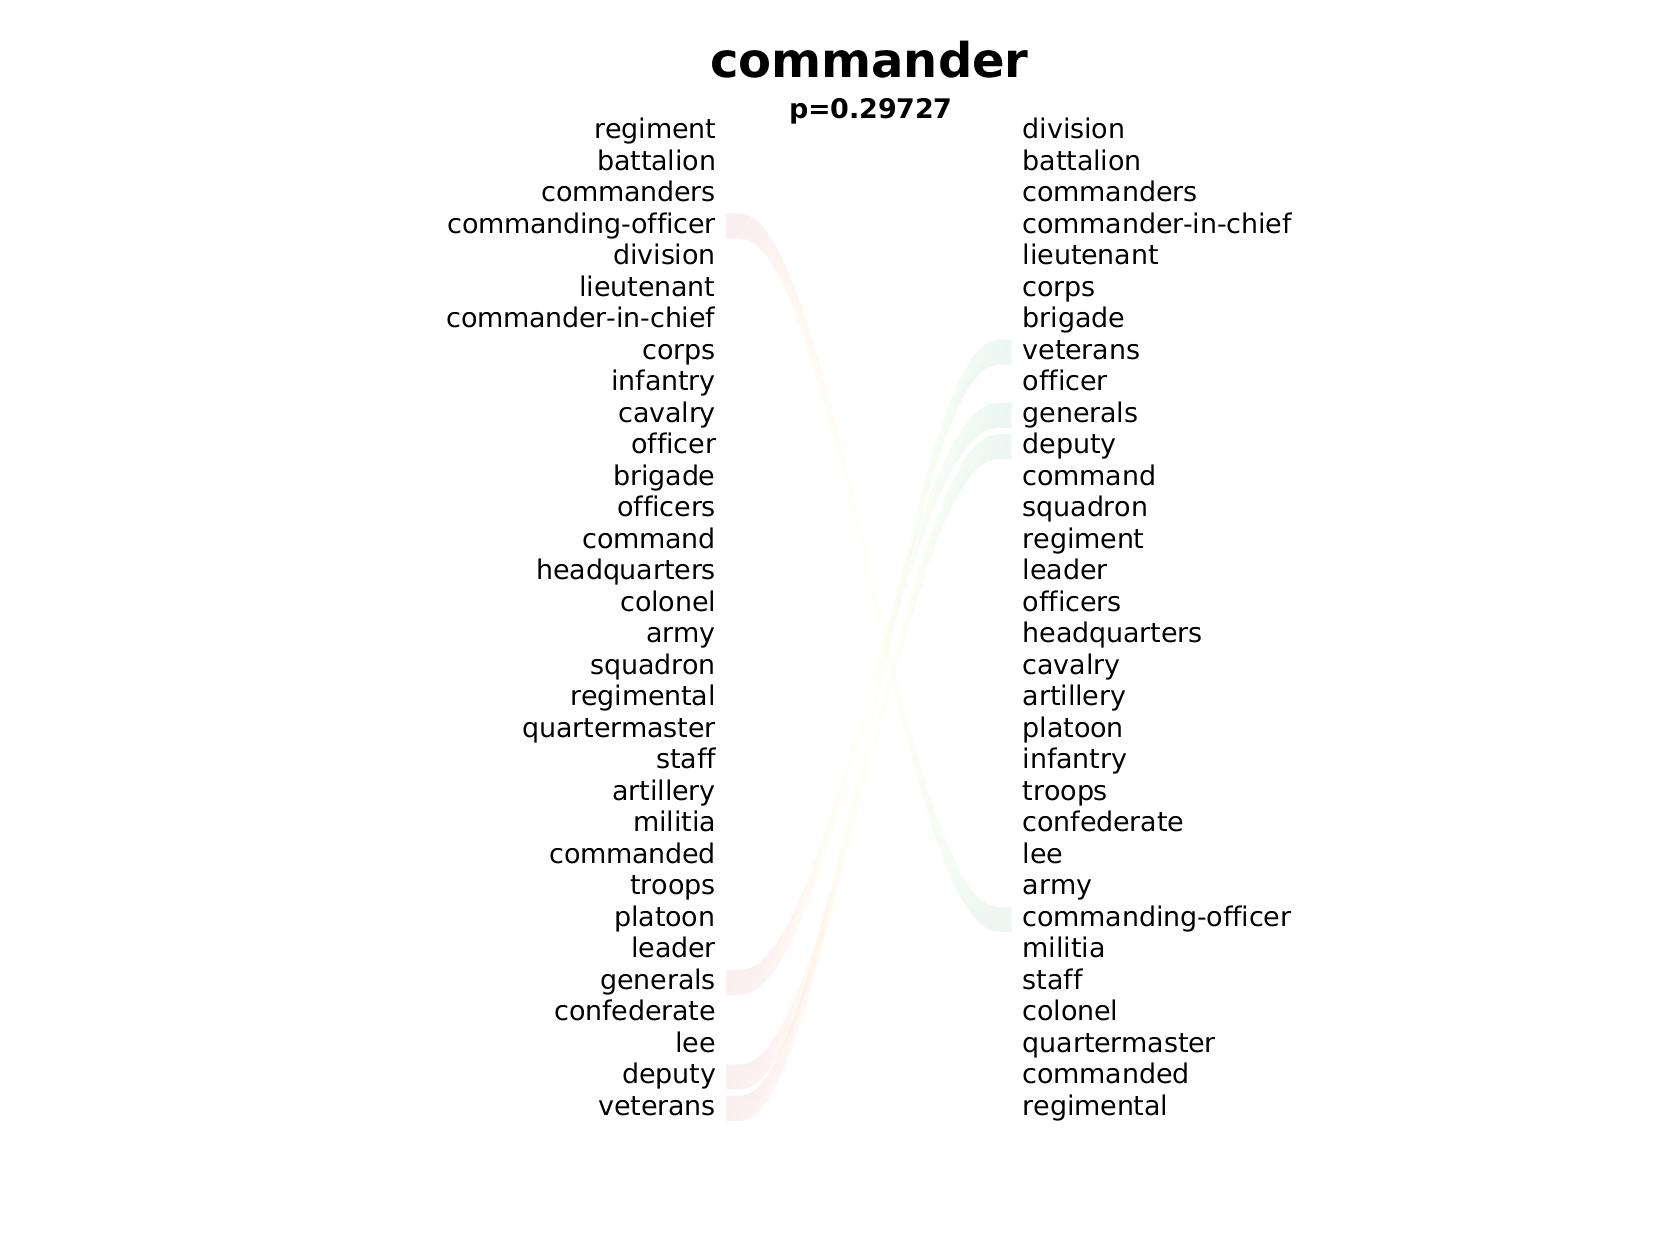 commander
p=0.29727
regiment division
battalion battalion
commanders commanders
commanding-officer commander-in-chief
division lieutenant
lieutenant corps
commander-in-chief brigade
corps veterans
infantry officer
cavalry generals
officer deputy
brigade command
officers squadron
command regiment
headquarters leader
colonel officers
army headquarters
squadron cavalry
regimental artillery
quartermaster platoon
staff infantry
artillery troops
militia confederate
commanded lee
troops army
platoon commanding-officer
leader militia
generals staff
confederate colonel
lee quartermaster
deputy commanded
veterans regimental